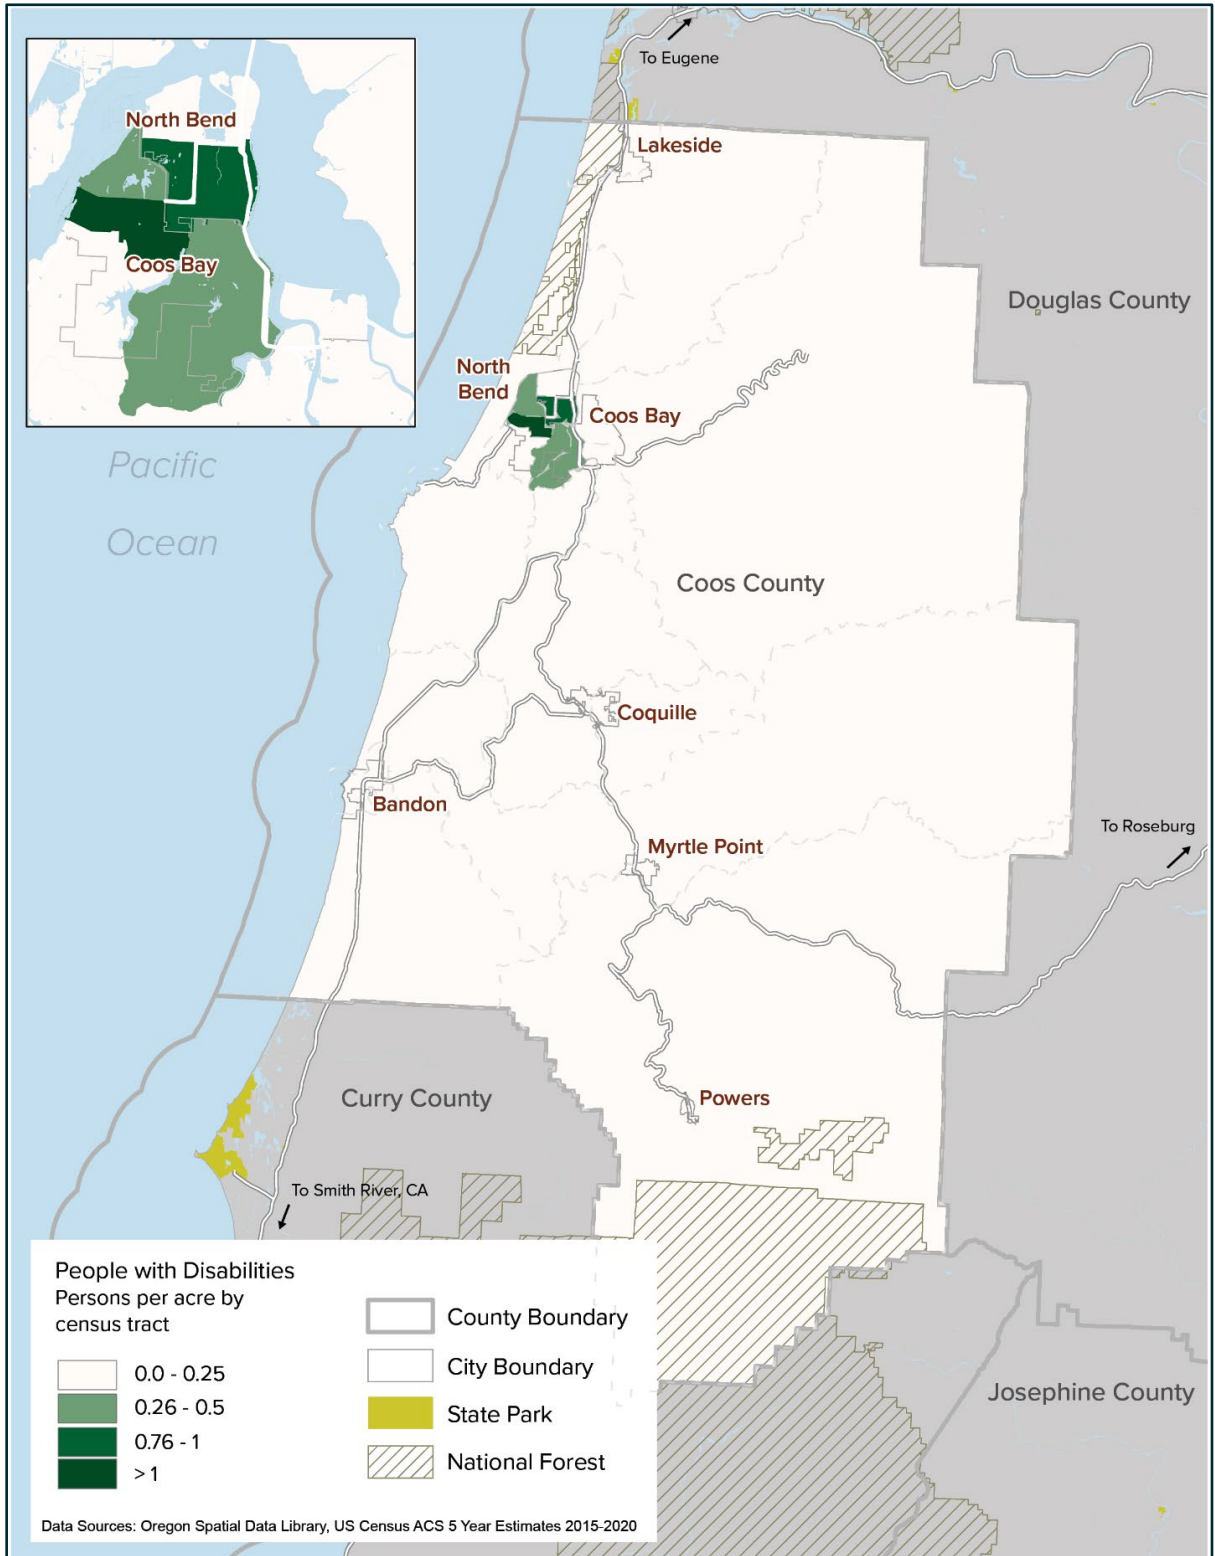 To Eugene
North Bend
Lakeside
Coos Bay
Douglas County
North
Bend
Coos Bay
Pacific
Ocean
Coos County
Coquille
Bandon
To Roseburg
Myrtle Point
Curry County
Powers
To Smith River, CA
People with Disabilities
Persons per acre by
census tract
0.0 - 0.25
0.26 - 0.5
0.76 - 1
> 1
County Boundary
City Boundary
State Park
National Forest
Josephine County
Data Sources: Oregon Spatial Data Library, US Census ACS 5 Year Estimates 2015-2020